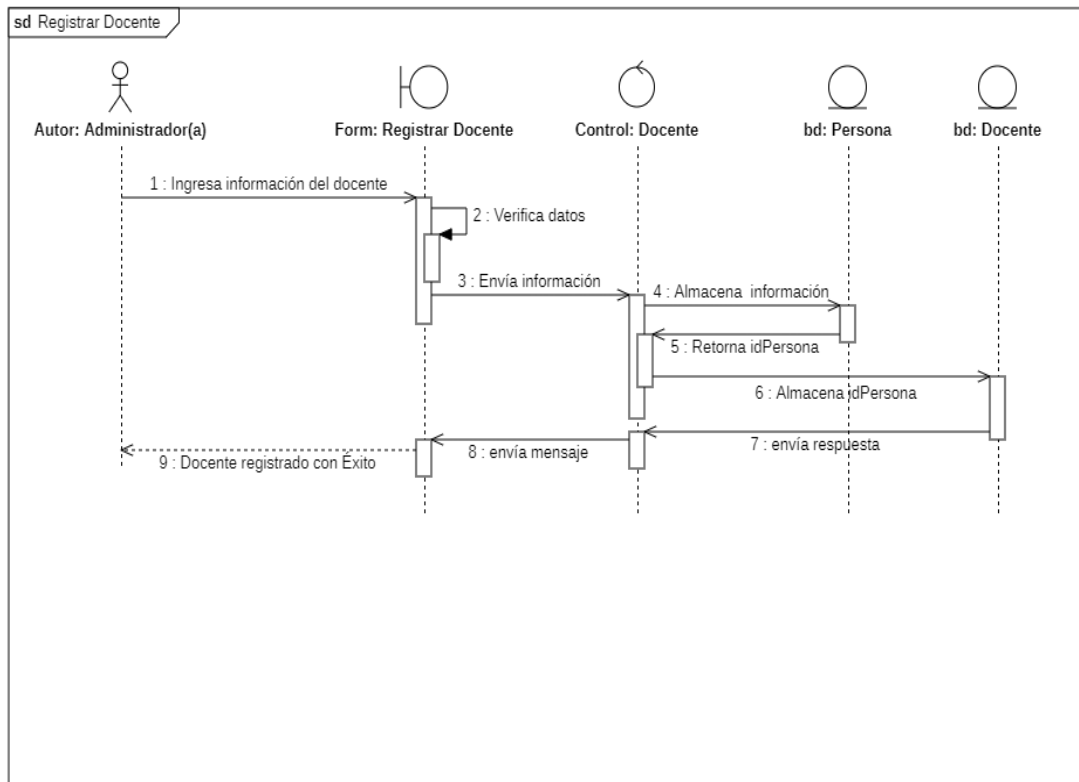 sd Registrar Docente
Autor: Administrador(a)
Form: Registrar Docente
Control: Docente
bd: Persona
bd: Docente
1 : Ingresa información del docente
2 : Verifica datos
3 : Envía información
4 : Almacena información
5 : Retorna idPersona
6 : Almacena idPersona
7 : envía respuesta
8 : envía mensaje
9 : Docente registrado con Éxito